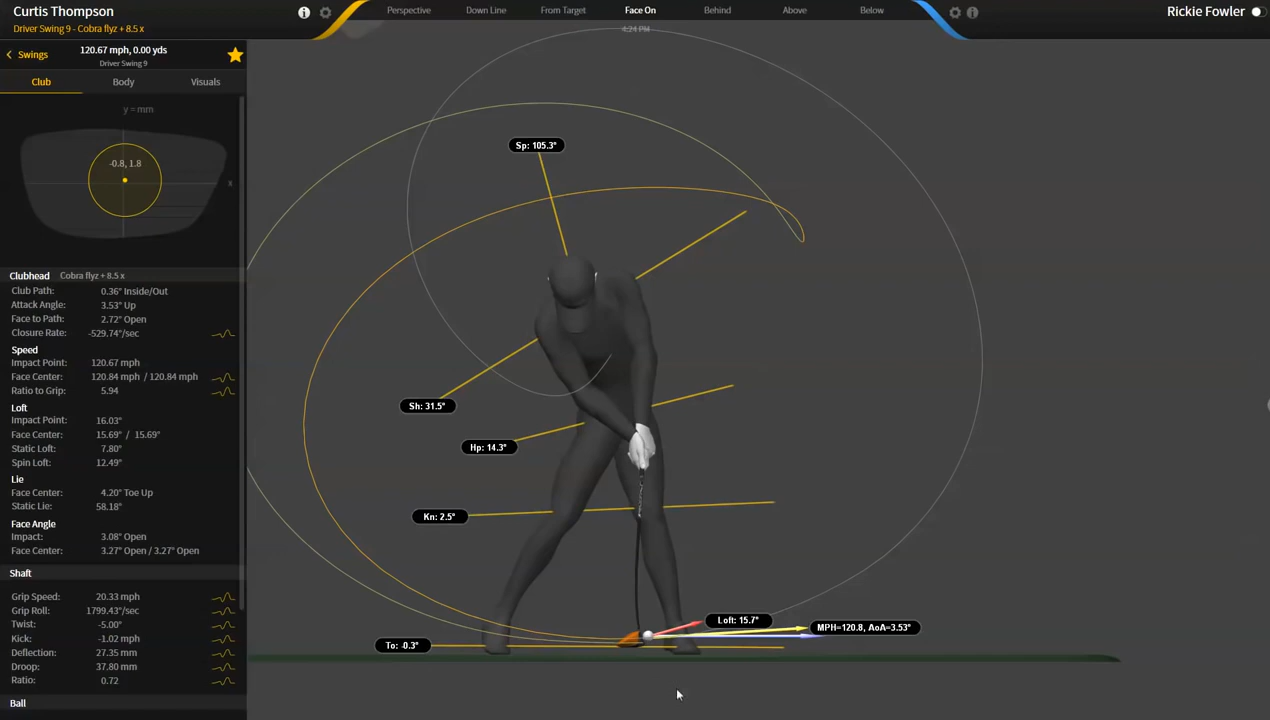 Curtis Thompson
Driver Swing 9 - Cobra flyz + 8.5 x
Perspective
Down Line
From Target
Face On
Behind
Above
Below
Rickie Fowler
4:24 PM
Swings
120.67 mph, 0.00 yds
Driver Swing 9
Club
Body
Visuals
y = mm
-0.8, 1.8
x
Clubhead Cobra flyz + 8.5 x
Club Path: 0.36° Inside/Out
Attack Angle: 3.53° Up
Face to Path: 2.72° Open
Closure Rate: -529.74°/sec
Speed
Impact Point: 120.67 mph
Face Center: 120.84 mph / 120.84 mph
Ratio to Grip: 5.94
Loft
Impact Point: 16.03°
Face Center: 15.69° / 15.69°
Static Loft: 7.80°
Spin Loft: 12.49°
Lie
Face Center: 4.20° Toe Up
Static Lie: 58.18°
Face Angle
Impact: 3.08° Open
Face Center: 3.27° Open / 3.27° Open
Shaft
Grip Speed: 20.33 mph
Grip Roll: 1799.43°/sec
Twist: -5.00°
Kick: -1.02 mph
Deflection: 27.35 mm
Droop: 37.80 mm
Ratio: 0.72
Ball
Sp: 105.3°
Sh: 31.5°
Hp: 14.3°
Kn: 2.5°
To: -0.3°
Loft: 15.7°
MPH=120.8, AoA=3.53°